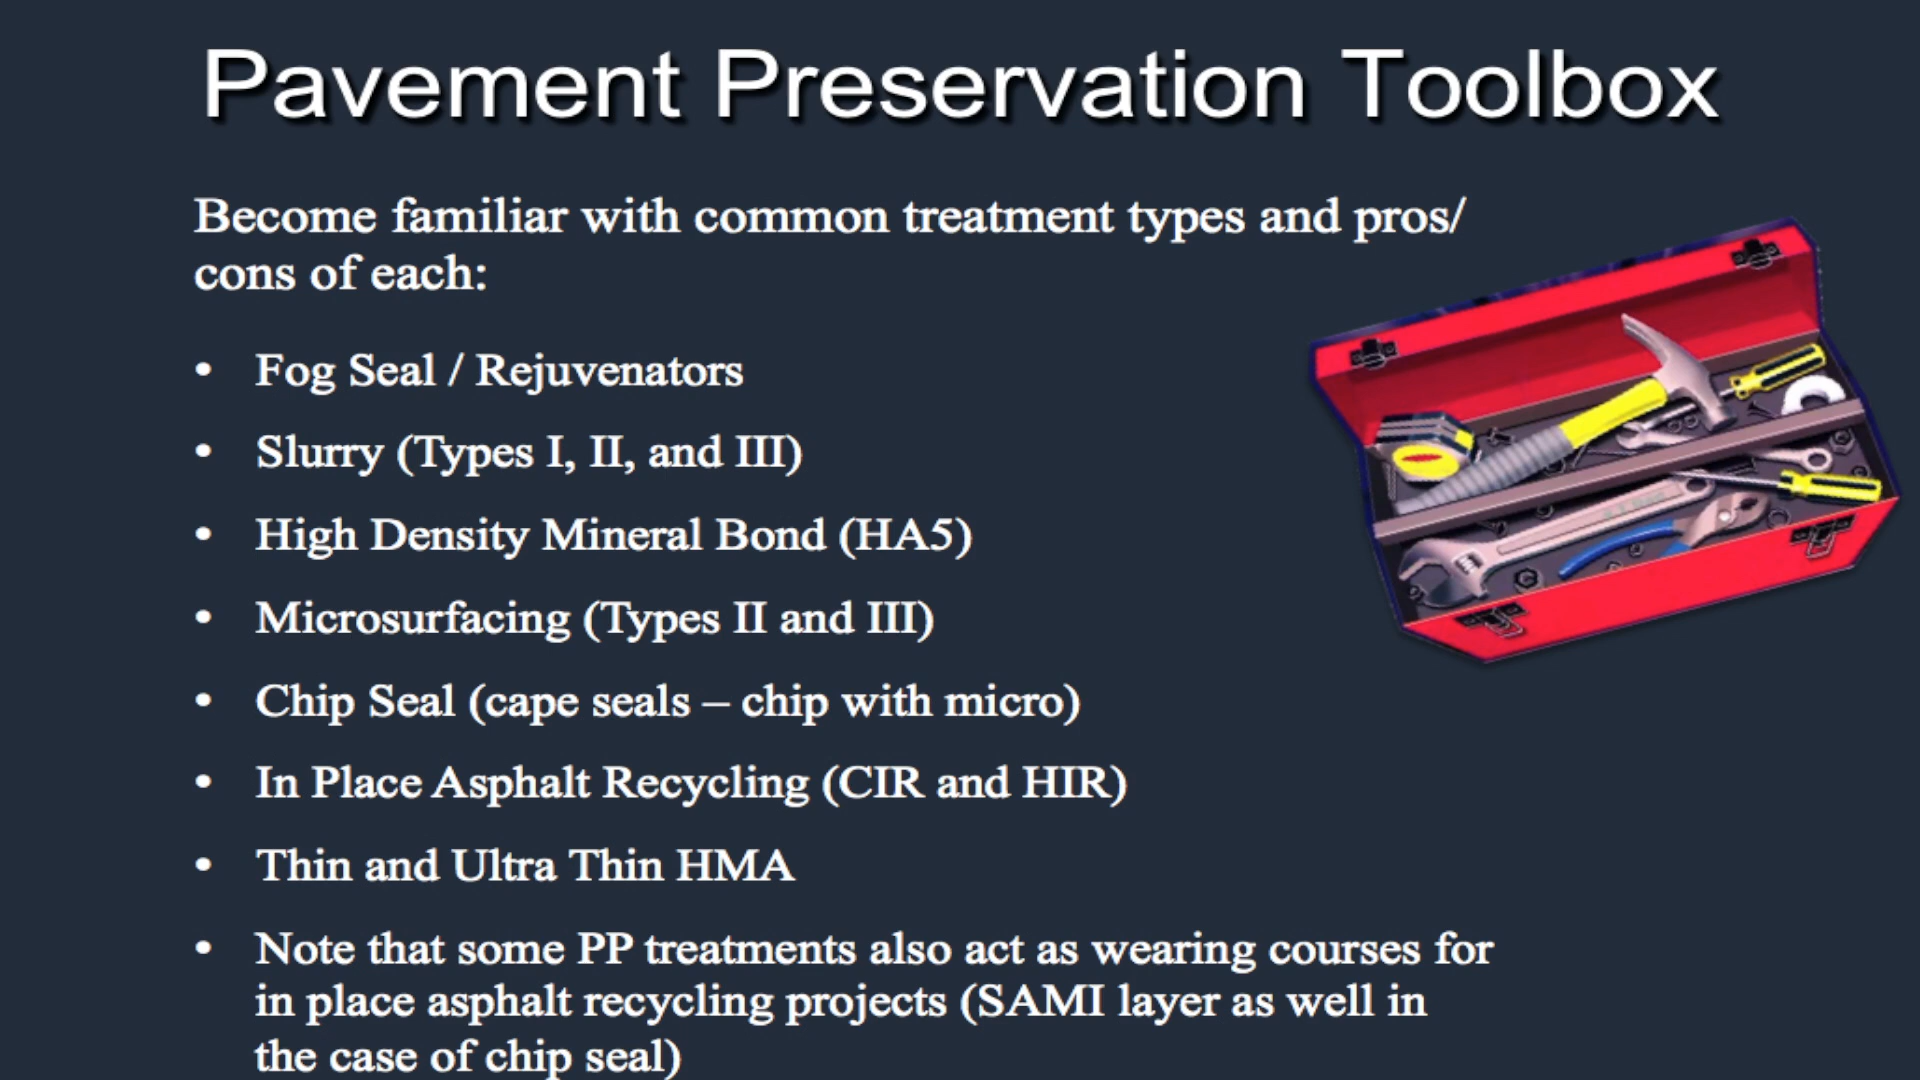 Pavement Preservation Toolbox
Become familiar with common treatment types and pros/
cons of each:
• Fog Seal / Rejuvenators
• Slurry (Types I, II, and III)
• High Density Mineral Bond (HA5)
• Microsurfacing (Types II and III)
• Chip Seal (cape seals – chip with micro)
• In Place Asphalt Recycling (CIR and HIR)
• Thin and Ultra Thin HMA
• Note that some PP treatments also act as wearing courses for
in place asphalt recycling projects (SAMI layer as well in
the case of chip seal)